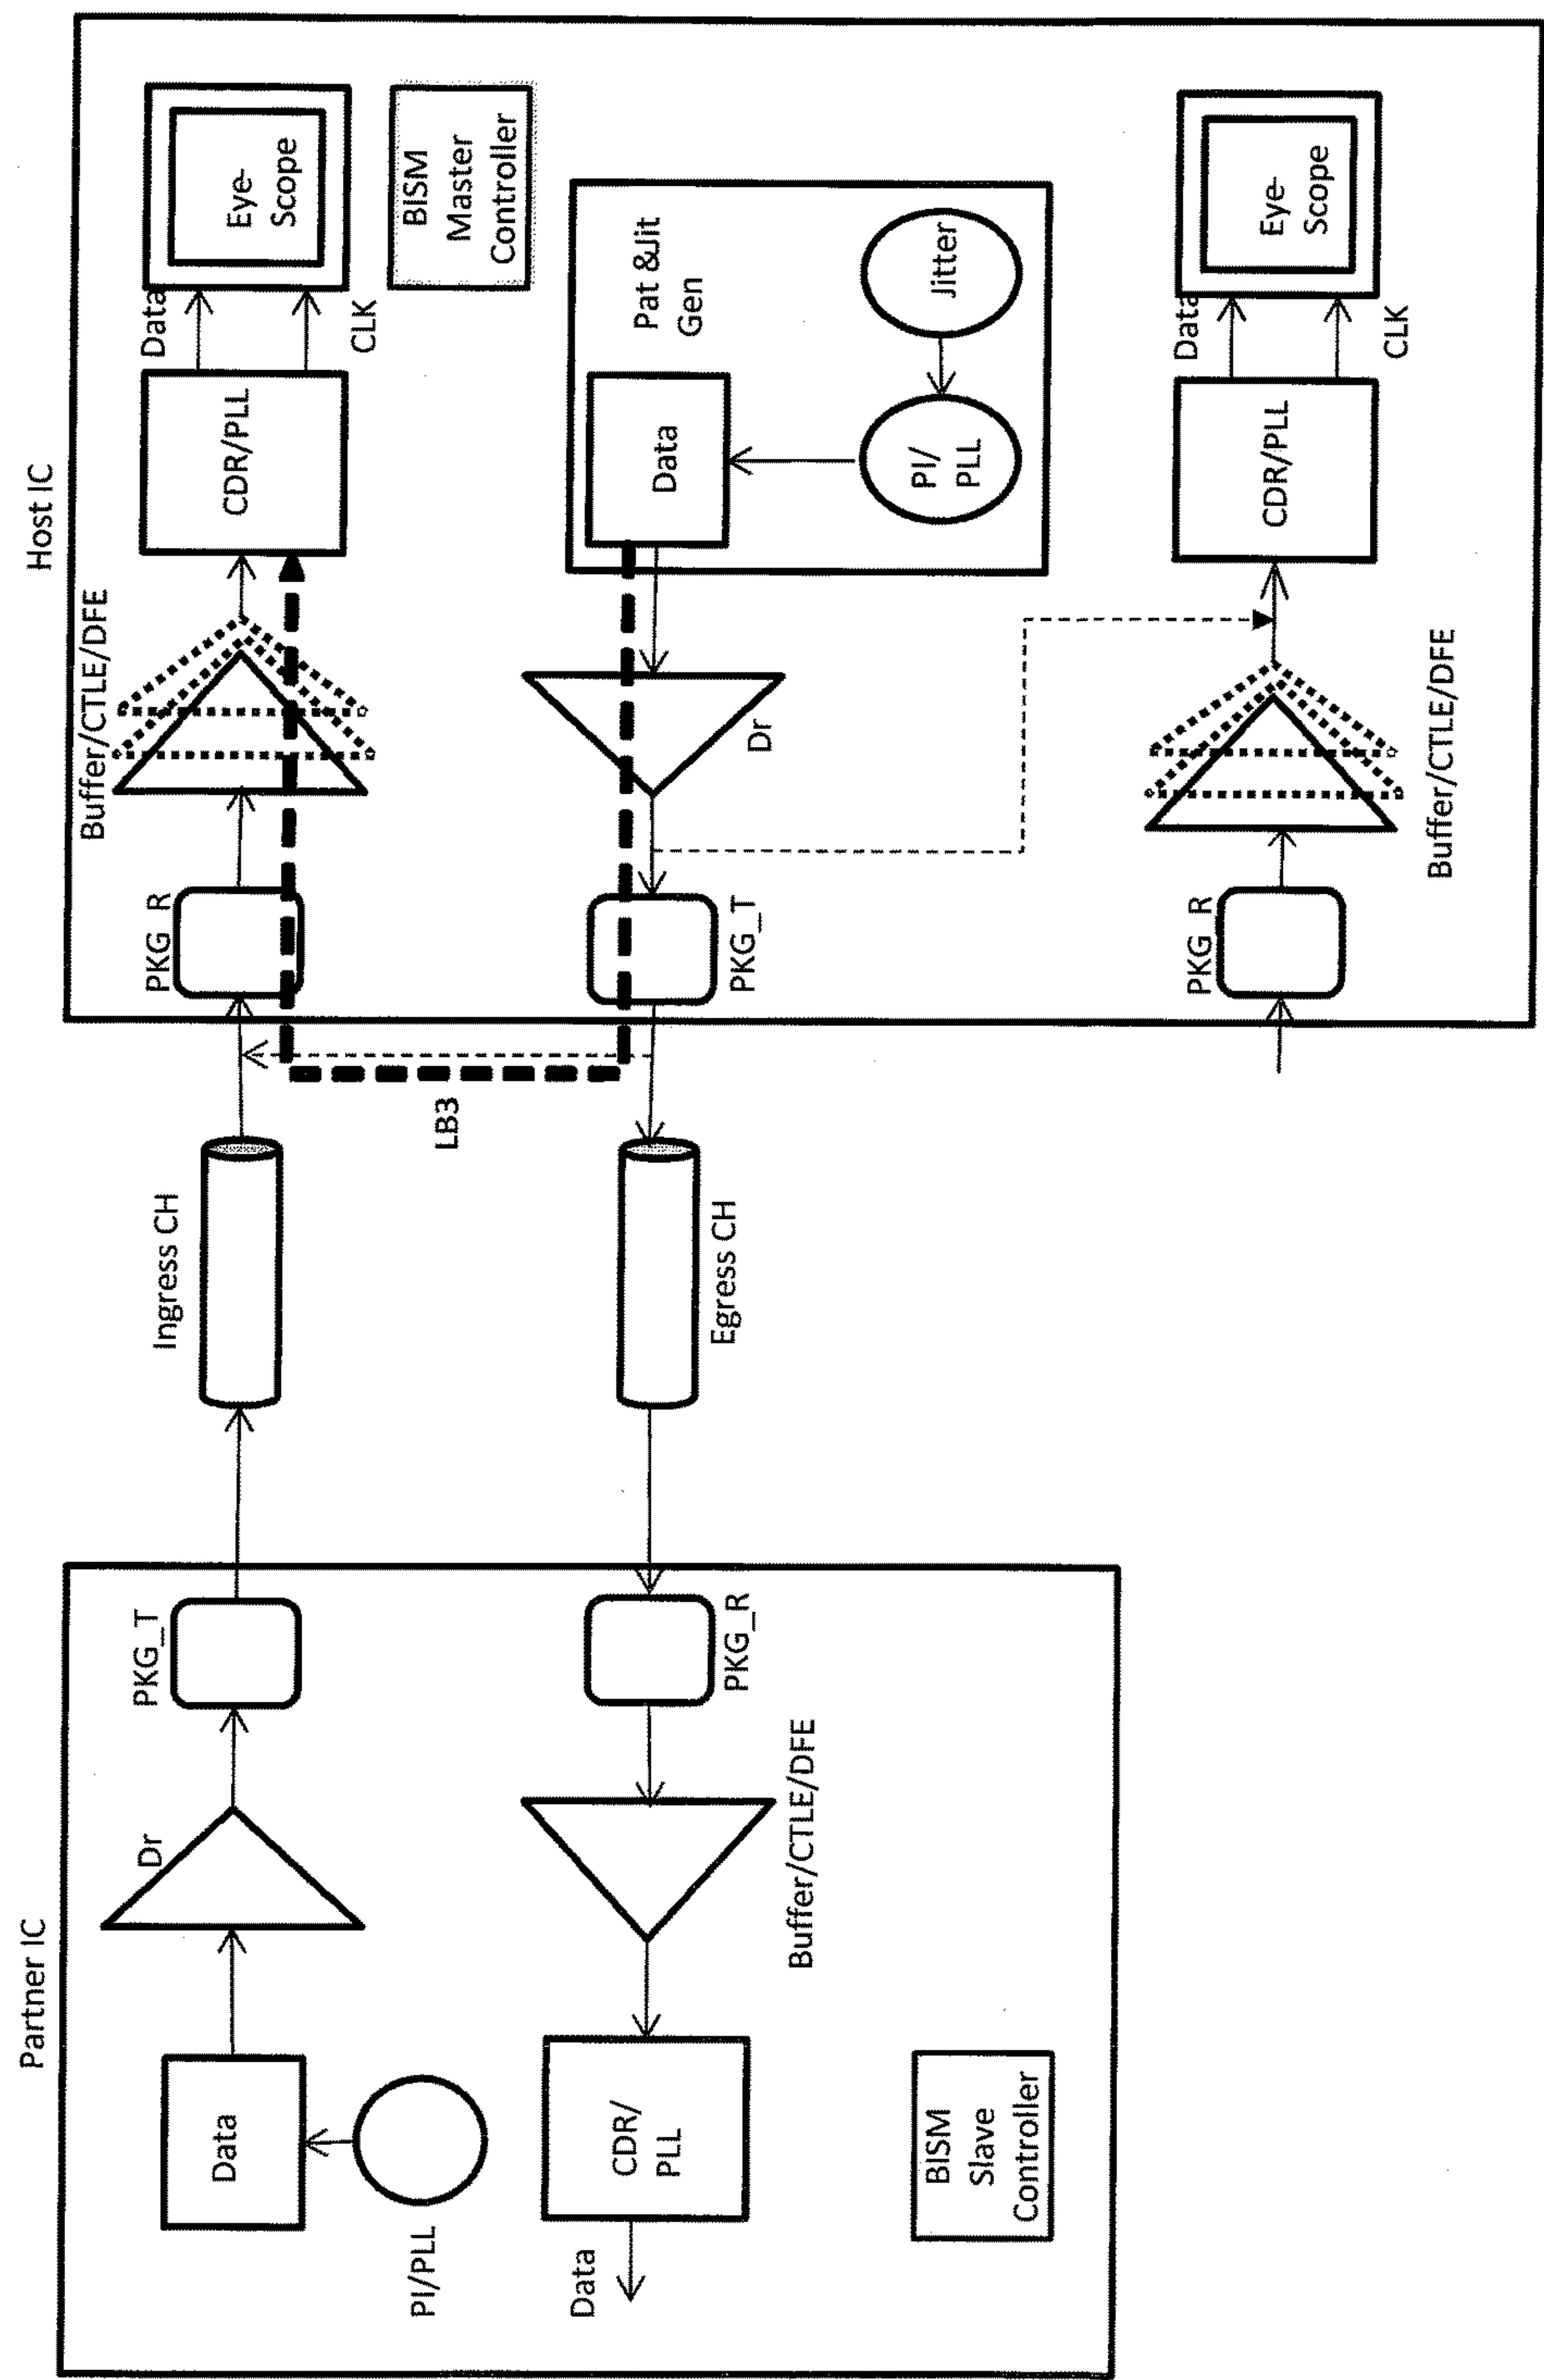 Partner IC
Host IC
Dr
PKG_T
Ingress CH
PKG_R
Buffer/CTLE/DFE
CDR/PLL
Data
CLK
Eye-
Scope
Data
PI/PLL
LB3
BISM
Master
Controller
Data
CDR/
PLL
Buffer/CTLE/DFE
PKG_R
Egress CH
PKG_T
Dr
Data
Pat &Jit
Gen
PI/
PLL
Jitter
BISM
Slave
Controller
PKG_R
Buffer/CTLE/DFE
CDR/PLL
Data
CLK
Eye-
Scope